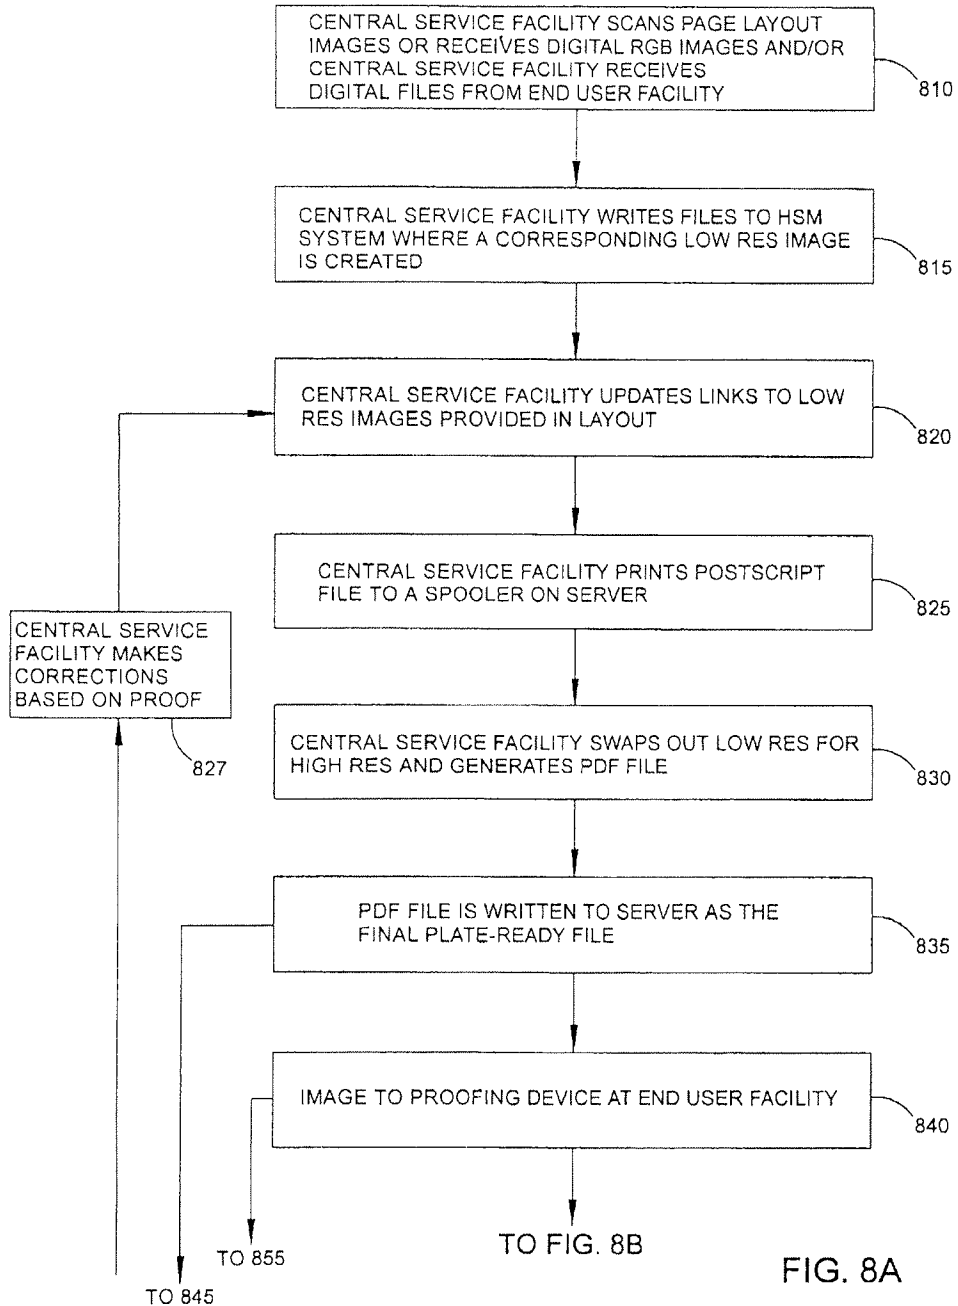 CENTRAL SERVICE FACILITY SCANS PAGE LAYOUT
IMAGES OR RECEIVES DIGITAL RGB IMAGES AND/OR
CENTRAL SERVICE FACILITY RECEIVES
DIGITAL FILES FROM END USER FACILITY
810
CENTRAL SERVICE FACILITY WRITES FILES TO HSM
SYSTEM WHERE A CORRESPONDING LOW RES IMAGE
IS CREATED
815
CENTRAL SERVICE FACILITY UPDATES LINKS TO LOW
RES IMAGES PROVIDED IN LAYOUT
820
CENTRAL SERVICE FACILITY PRINTS POSTSCRIPT
FILE TO A SPOOLER ON SERVER
825
CENTRAL SERVICE
FACILITY MAKES
CORRECTIONS
BASED ON PROOF
827
CENTRAL SERVICE FACILITY SWAPS OUT LOW RES FOR
HIGH RES AND GENERATES PDF FILE
830
PDF FILE IS WRITTEN TO SERVER AS THE
FINAL PLATE-READY FILE
835
IMAGE TO PROOFING DEVICE AT END USER FACILITY
840
TO 855
TO FIG. 8B
TO 845
FIG. 8A